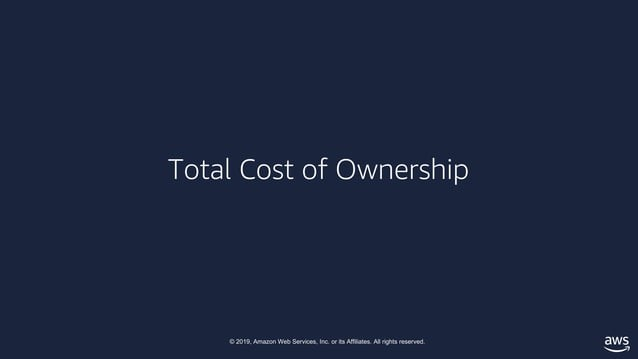 Total Cost of Ownership
© 2019, Amazon Web Services, Inc. or its Affiliates. All rights reserved.
aws